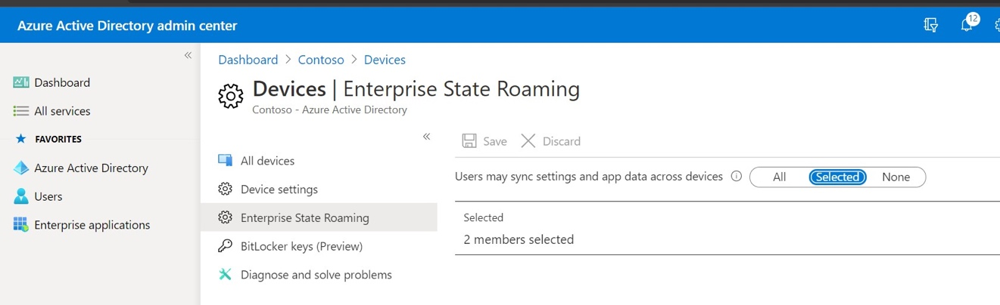 Azure Active Directory admin center
12
Dashboard
All services
FAVORITES
Azure Active Directory
Users
Enterprise applications
Dashboard > Contoso > Devices
Devices | Enterprise State Roaming
Contoso - Azure Active Directory
All devices
Device settings
Enterprise State Roaming
BitLocker keys (Preview)
Diagnose and solve problems
Save Discard
Users may sync settings and app data across devices All Selected None
Selected
2 members selected